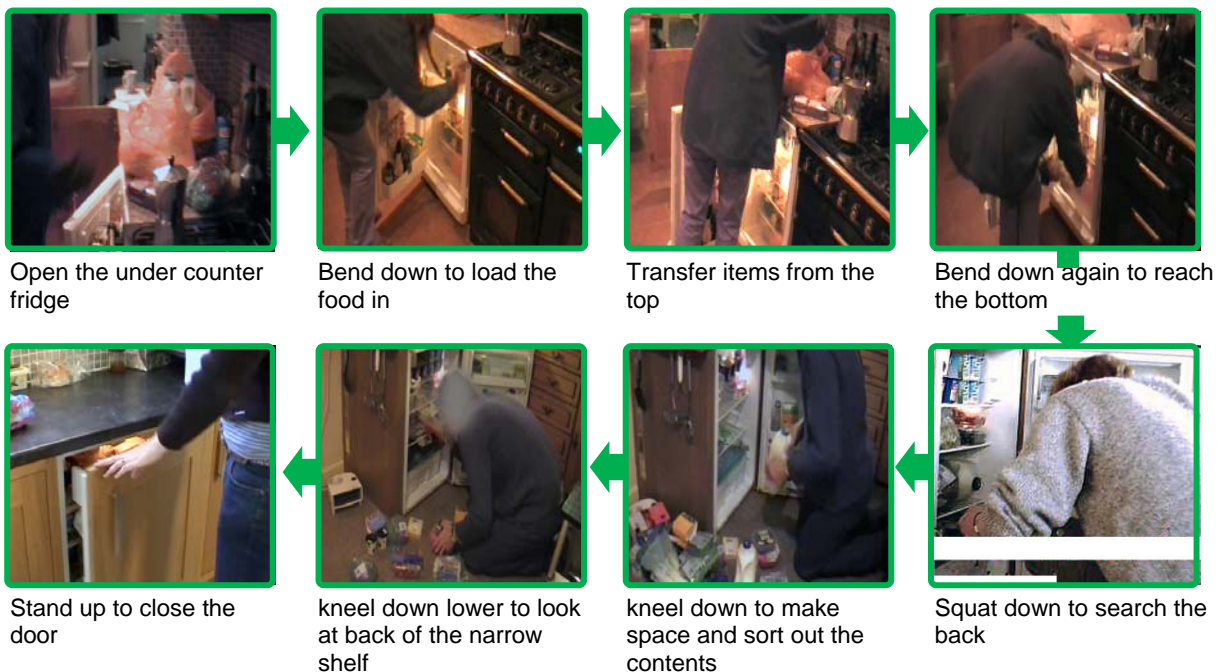 Open the under counter
fridge
Bend down to load the
food in
Transfer items from the
top
Bend down again to reach
the bottom
Stand up to close the
door
kneel down lower to look
at back of the narrow
shelf
kneel down to make
space and sort out the
contents
Squat down to search the
back